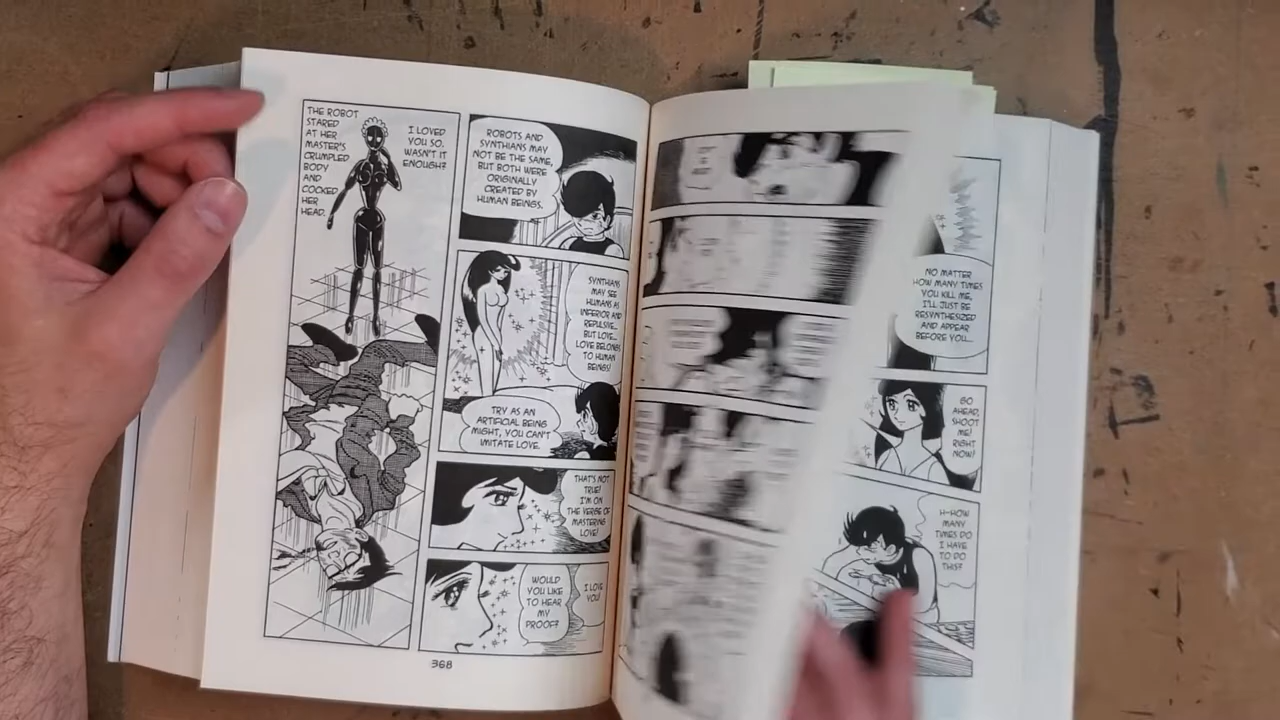 THE ROBOT
STARED
AT HER
MASTER'S
CRUMPLED
BODY
AND
COCKED
HER
HEAD.
I LOVED
YOU SO.
WASN'T IT
ENOUGH?
ROBOTS AND
SYNTHIANS MAY
NOT BE THE SAME,
BUT BOTH WERE
ORIGINALLY
CREATED BY
HUMAN BEINGS.
SYNTHIANS
MAY SEE
HUMANS AS
INFERIOR AND
REPULSIVE...
BUT LOVE...
LOVE BELONGS
TO HUMAN
BEINGS!
TRY AS AN
ARTIFICIAL BEING
MIGHT, YOU CAN'T
IMITATE LOVE.
THAT'S NOT
TRUE!
I'M ON
THE VERGE OF
MASTERING
LOVE!
WOULD
YOU LIKE
TO HEAR
MY
PROOF?
I LOVE
YOU!
368
NO MATTER
HOW MANY TIMES
YOU KILL ME,
I'LL JUST BE
RESYNTHESIZED
AND APPEAR
BEFORE YOU...
GO
AHEAD,
SHOOT
ME!
RIGHT
NOW!
H-HOW
MANY
TIMES DO
I HAVE
TO DO
THIS?